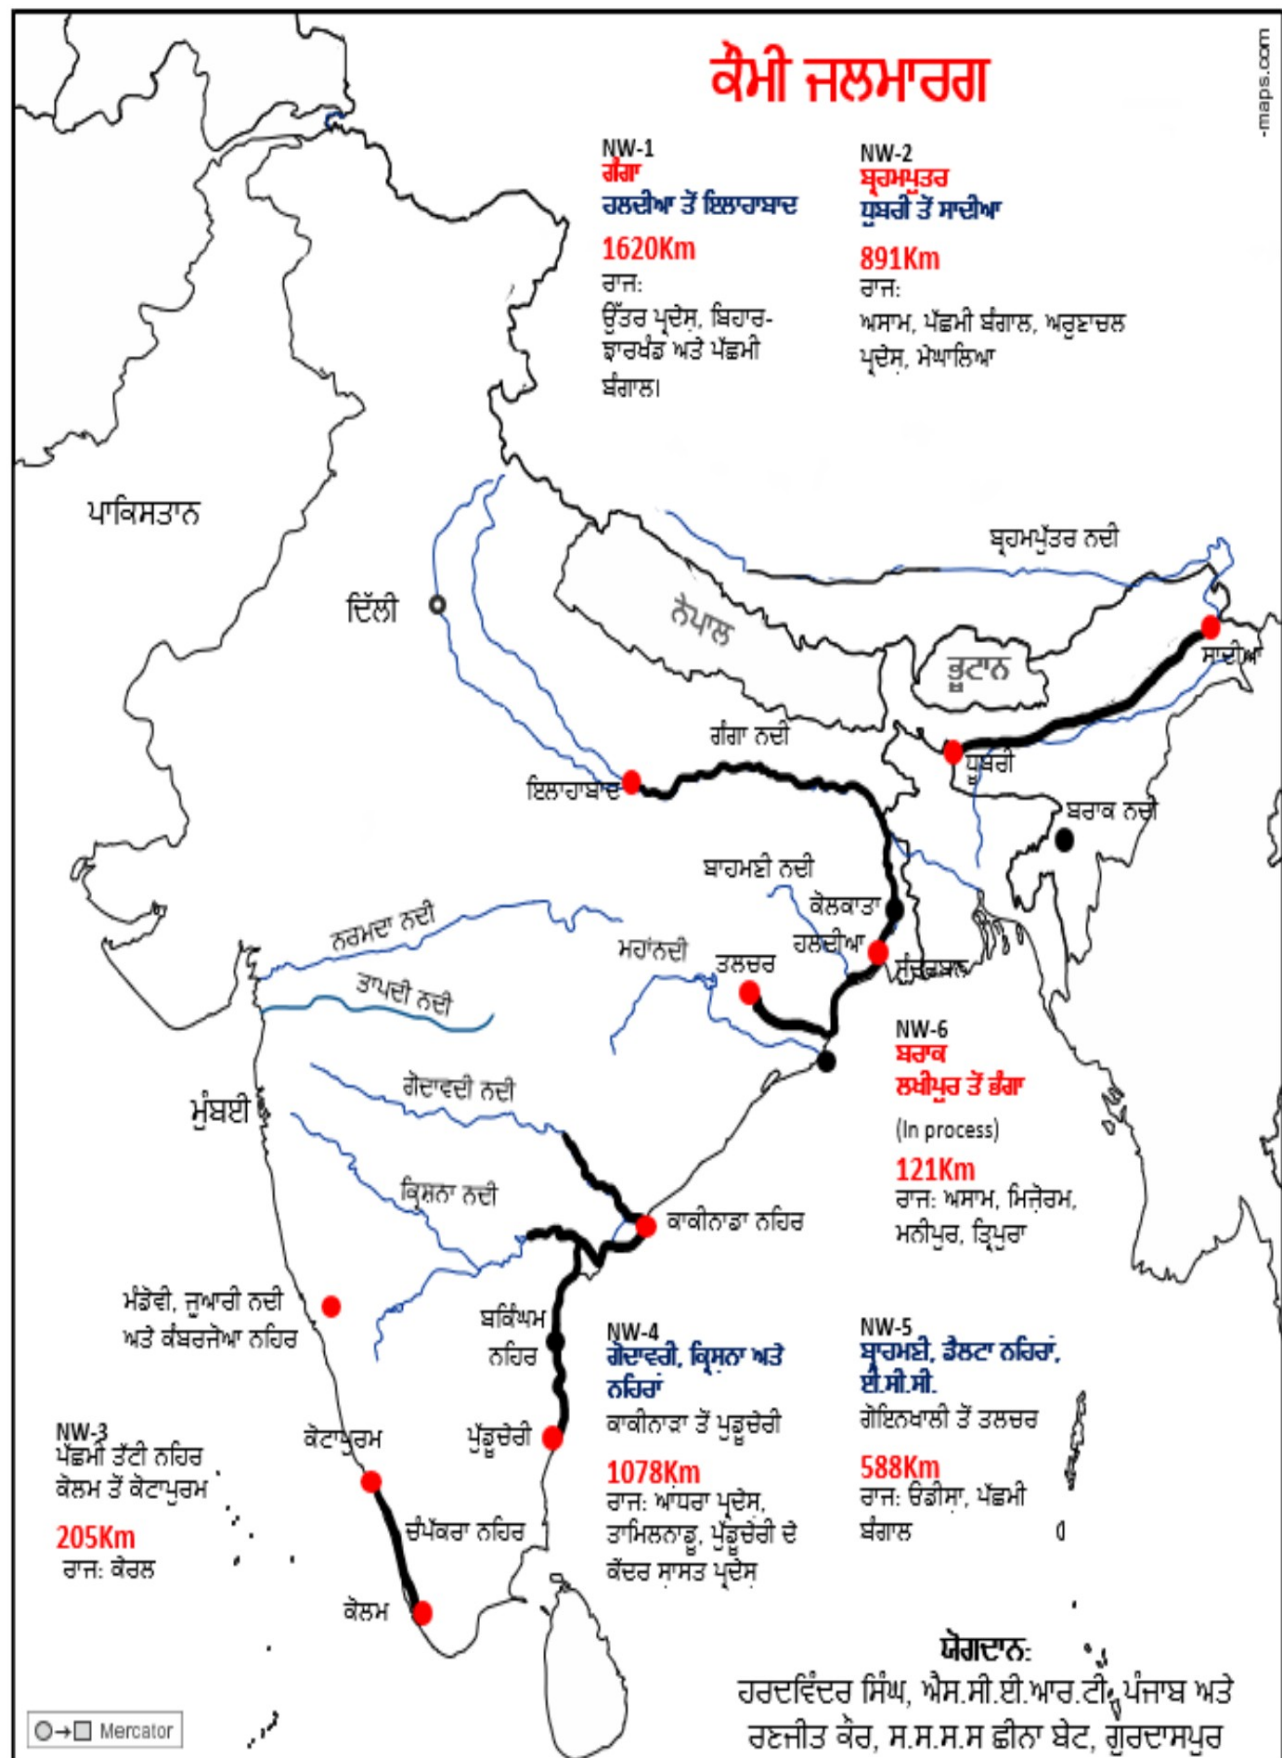 ਕੌਮੀ ਜਲਮਾਰਗ
-maps.com
NW-1
ਗੰਗਾ
ਹਲਦੀਆ ਤੋਂ ਇਲਾਹਾਬਾਦ
1620Km
ਰਾਜ:
ਉੱਤਰ ਪ੍ਰਦੇਸ਼, ਬਿਹਾਰ-
ਝਾਰਖੰਡ ਅਤੇ ਪੱਛਮੀ
ਬੰਗਾਲ।
NW-2
ਬ੍ਰਹਮਪੁਤਰ
ਧੂਬਰੀ ਤੋਂ ਸਾਦੀਆ
891Km
ਰਾਜ:
ਅਸਾਮ, ਪੱਛਮੀ ਬੰਗਾਲ, ਅਰੁਣਾਚਲ
ਪ੍ਰਦੇਸ਼, ਮੇਘਾਲਿਆ
ਪਾਕਿਸਤਾਨ
ਬ੍ਰਹਮਪੁੱਤਰ ਨਦੀ
ਦਿੱਲੀ
ਨੇਪਾਲ
ਭੂਟਾਨ
ਸਾਦੀਆ
ਗੰਗਾ ਨਦੀ
ਧੂਬਰੀ
ਇਲਾਹਾਬਾਦ
ਬਰਾਕ ਨਦੀ
ਬਾਹਮਣੀ ਨਦੀ
ਕੋਲਕਾਤਾ
ਨਰਮਦਾ ਨਦੀ
ਮਹਾਂਨਦੀ
ਹਲਦੀਆ
ਤਲਚਰ
ਸੁੰਦਰਬਨ
ਤਾਪਦੀ ਨਦੀ
NW-6
ਬਰਾਕ
ਲਖੀਪੁਰ ਤੋਂ ਭੰਗਾ
(In process)
121Km
ਰਾਜ: ਅਸਾਮ, ਮਿਜ਼ੋਰਮ,
ਮਨੀਪੁਰ, ਤ੍ਰਿਪੁਰਾ
ਗੋਦਾਵਦੀ ਨਦੀ
ਮੁੰਬਈ
ਕ੍ਰਿਸ਼ਨਾ ਨਦੀ
ਕਾਕੀਨਾਡਾ ਨਹਿਰ
ਮੰਡੋਵੀ, ਜੁਆਰੀ ਨਦੀ
ਅਤੇ ਕੰਬਰਜੋਆ ਨਹਿਰ
ਬਕਿੰਘਮ
ਨਹਿਰ
NW-4
ਗੋਦਾਵਰੀ, ਕ੍ਰਿਸ਼ਨਾ ਅਤੇ
ਨਹਿਰਾਂ
ਕਾਕੀਨਾੜਾ ਤੋਂ ਪੁਡੂਚੇਰੀ
1078Km
ਰਾਜ: ਆਂਧਰਾ ਪ੍ਰਦੇਸ਼,
ਤਾਮਿਲਨਾਡੂ, ਪੁੱਡੂਚੇਰੀ ਦੇ
ਕੇਂਦਰ ਸ਼ਾਸਤ ਪ੍ਰਦੇਸ਼
NW-5
ਬ੍ਰਾਹਮਣੀ, ਡੈਲਟਾ ਨਹਿਰਾਂ,
ਈ.ਸੀ.ਸੀ.
ਗੋਇਨਖਾਲੀ ਤੋਂ ਤਲਚਰ
588Km
ਰਾਜ: ਓਡੀਸ਼ਾ, ਪੱਛਮੀ
ਬੰਗਾਲ
NW-3
ਪੱਛਮੀ ਤੱਟੀ ਨਹਿਰ
ਕੋਲਮ ਤੋਂ ਕੋਟਾਪੁਰਮ
205Km
ਰਾਜ: ਕੇਰਲ
ਕੋਟਾਪੁਰਮ
ਪੁੱਡੂਚੇਰੀ
ਚੰਪੱਕਰਾ ਨਹਿਰ
ਕੋਲਮ
ਯੋਗਦਾਨ:
ਹਰਦਵਿੰਦਰ ਸਿੰਘ, ਐਸ.ਸੀ.ਈ.ਆਰ.ਟੀ. ਪੰਜਾਬ ਅਤੇ
ਰਣਜੀਤ ਕੌਰ, ਸ.ਸ.ਸ.ਸ ਛੀਨਾ ਬੇਟ, ਗੁਰਦਾਸਪੁਰ
Mercator